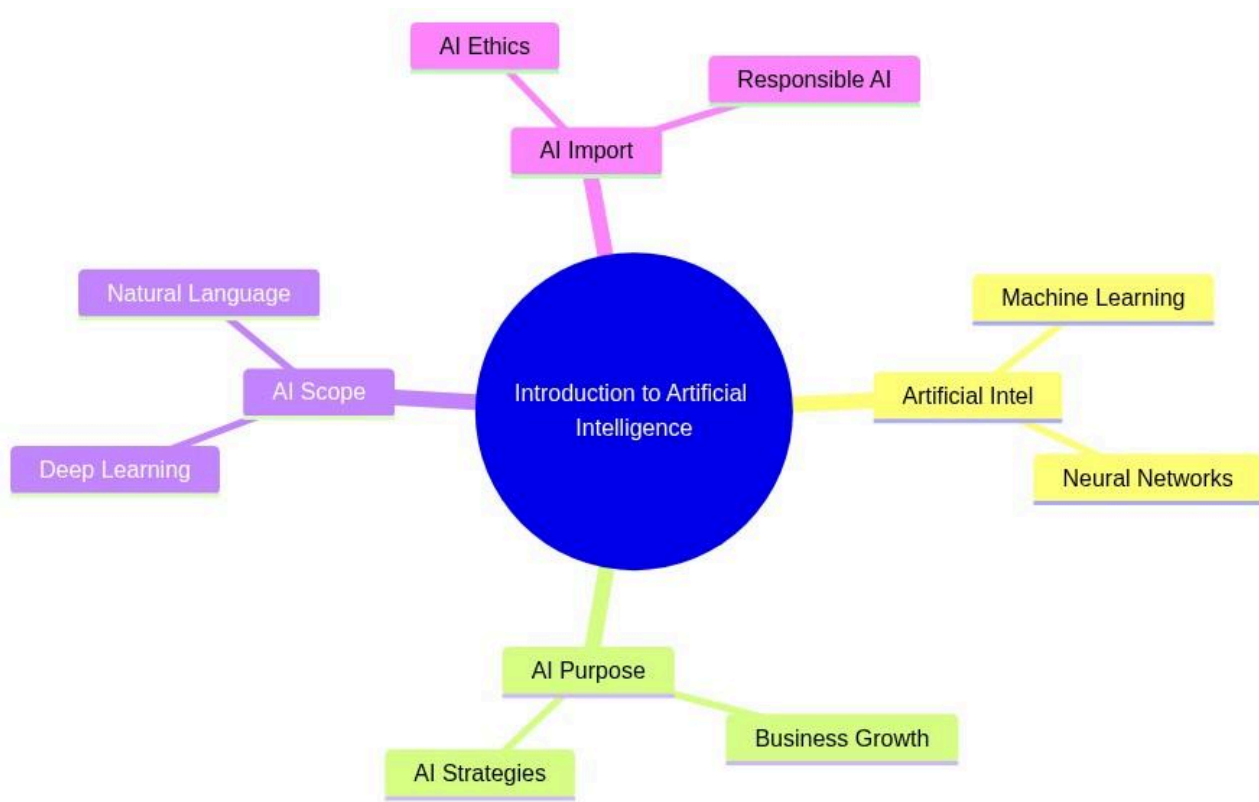 AI Ethics
Responsible AI
AI Import
Natural Language
Machine Learning
AI Scope
Introduction to Artificial
Intelligence
Artificial Intel
Deep Learning
Neural Networks
AI Purpose
Business Growth
AI Strategies